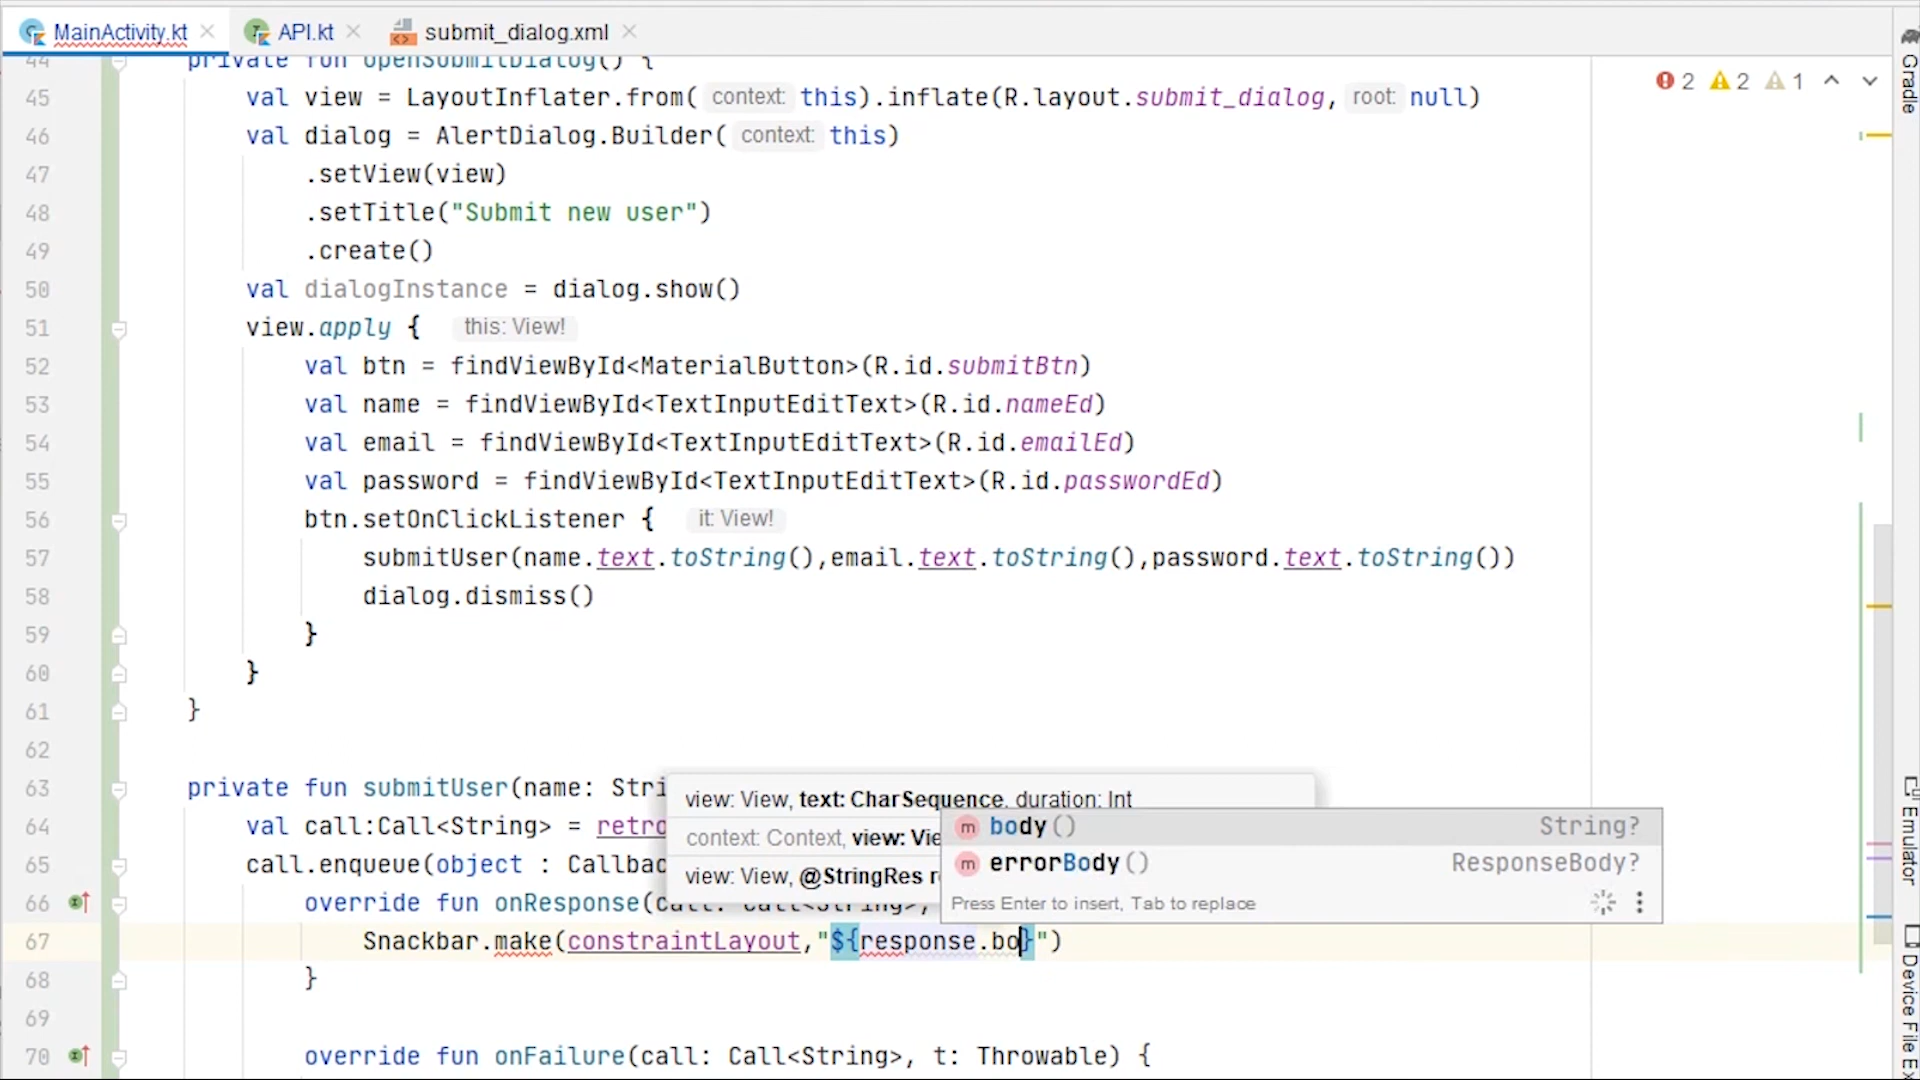 MainActivity.kt API.kt submit_dialog.xml
44 private fun openSubmitDialog() {
2 2 1
45 val view = LayoutInflater.from( context: this).inflate(R.layout.submit_dialog, root: null)
46 val dialog = AlertDialog.Builder( context: this)
47 .setView(view)
48 .setTitle("Submit new user")
49 .create()
50 val dialogInstance = dialog.show()
51 view.apply { this: View!
52 val btn = findViewById<MaterialButton>(R.id.submitBtn)
53 val name = findViewById<TextInputEditText>(R.id.nameEd)
54 val email = findViewById<TextInputEditText>(R.id.emailEd)
55 val password = findViewById<TextInputEditText>(R.id.passwordEd)
56 btn.setOnClickListener { it: View!
57 submitUser(name.text.toString(),email.text.toString(),password.text.toString())
58 dialog.dismiss()
59 }
60 }
61 }
62
63 private fun submitUser(name: Stri
view: View, text: CharSequence, duration: Int
64 val call:Call<String> = retro
context: Context, view: Vie
body() String?
65 call.enqueue(object : Callbac
view: View, @StringRes r
errorBody() ResponseBody?
66 override fun onResponse(call: Call<String>,
Press Enter to insert, Tab to replace
67 Snackbar.make(constraintLayout,"${response.bo}")
68 }
69
70 override fun onFailure(call: Call<String>, t: Throwable) {
Gradle
Emulator
Device File Ex